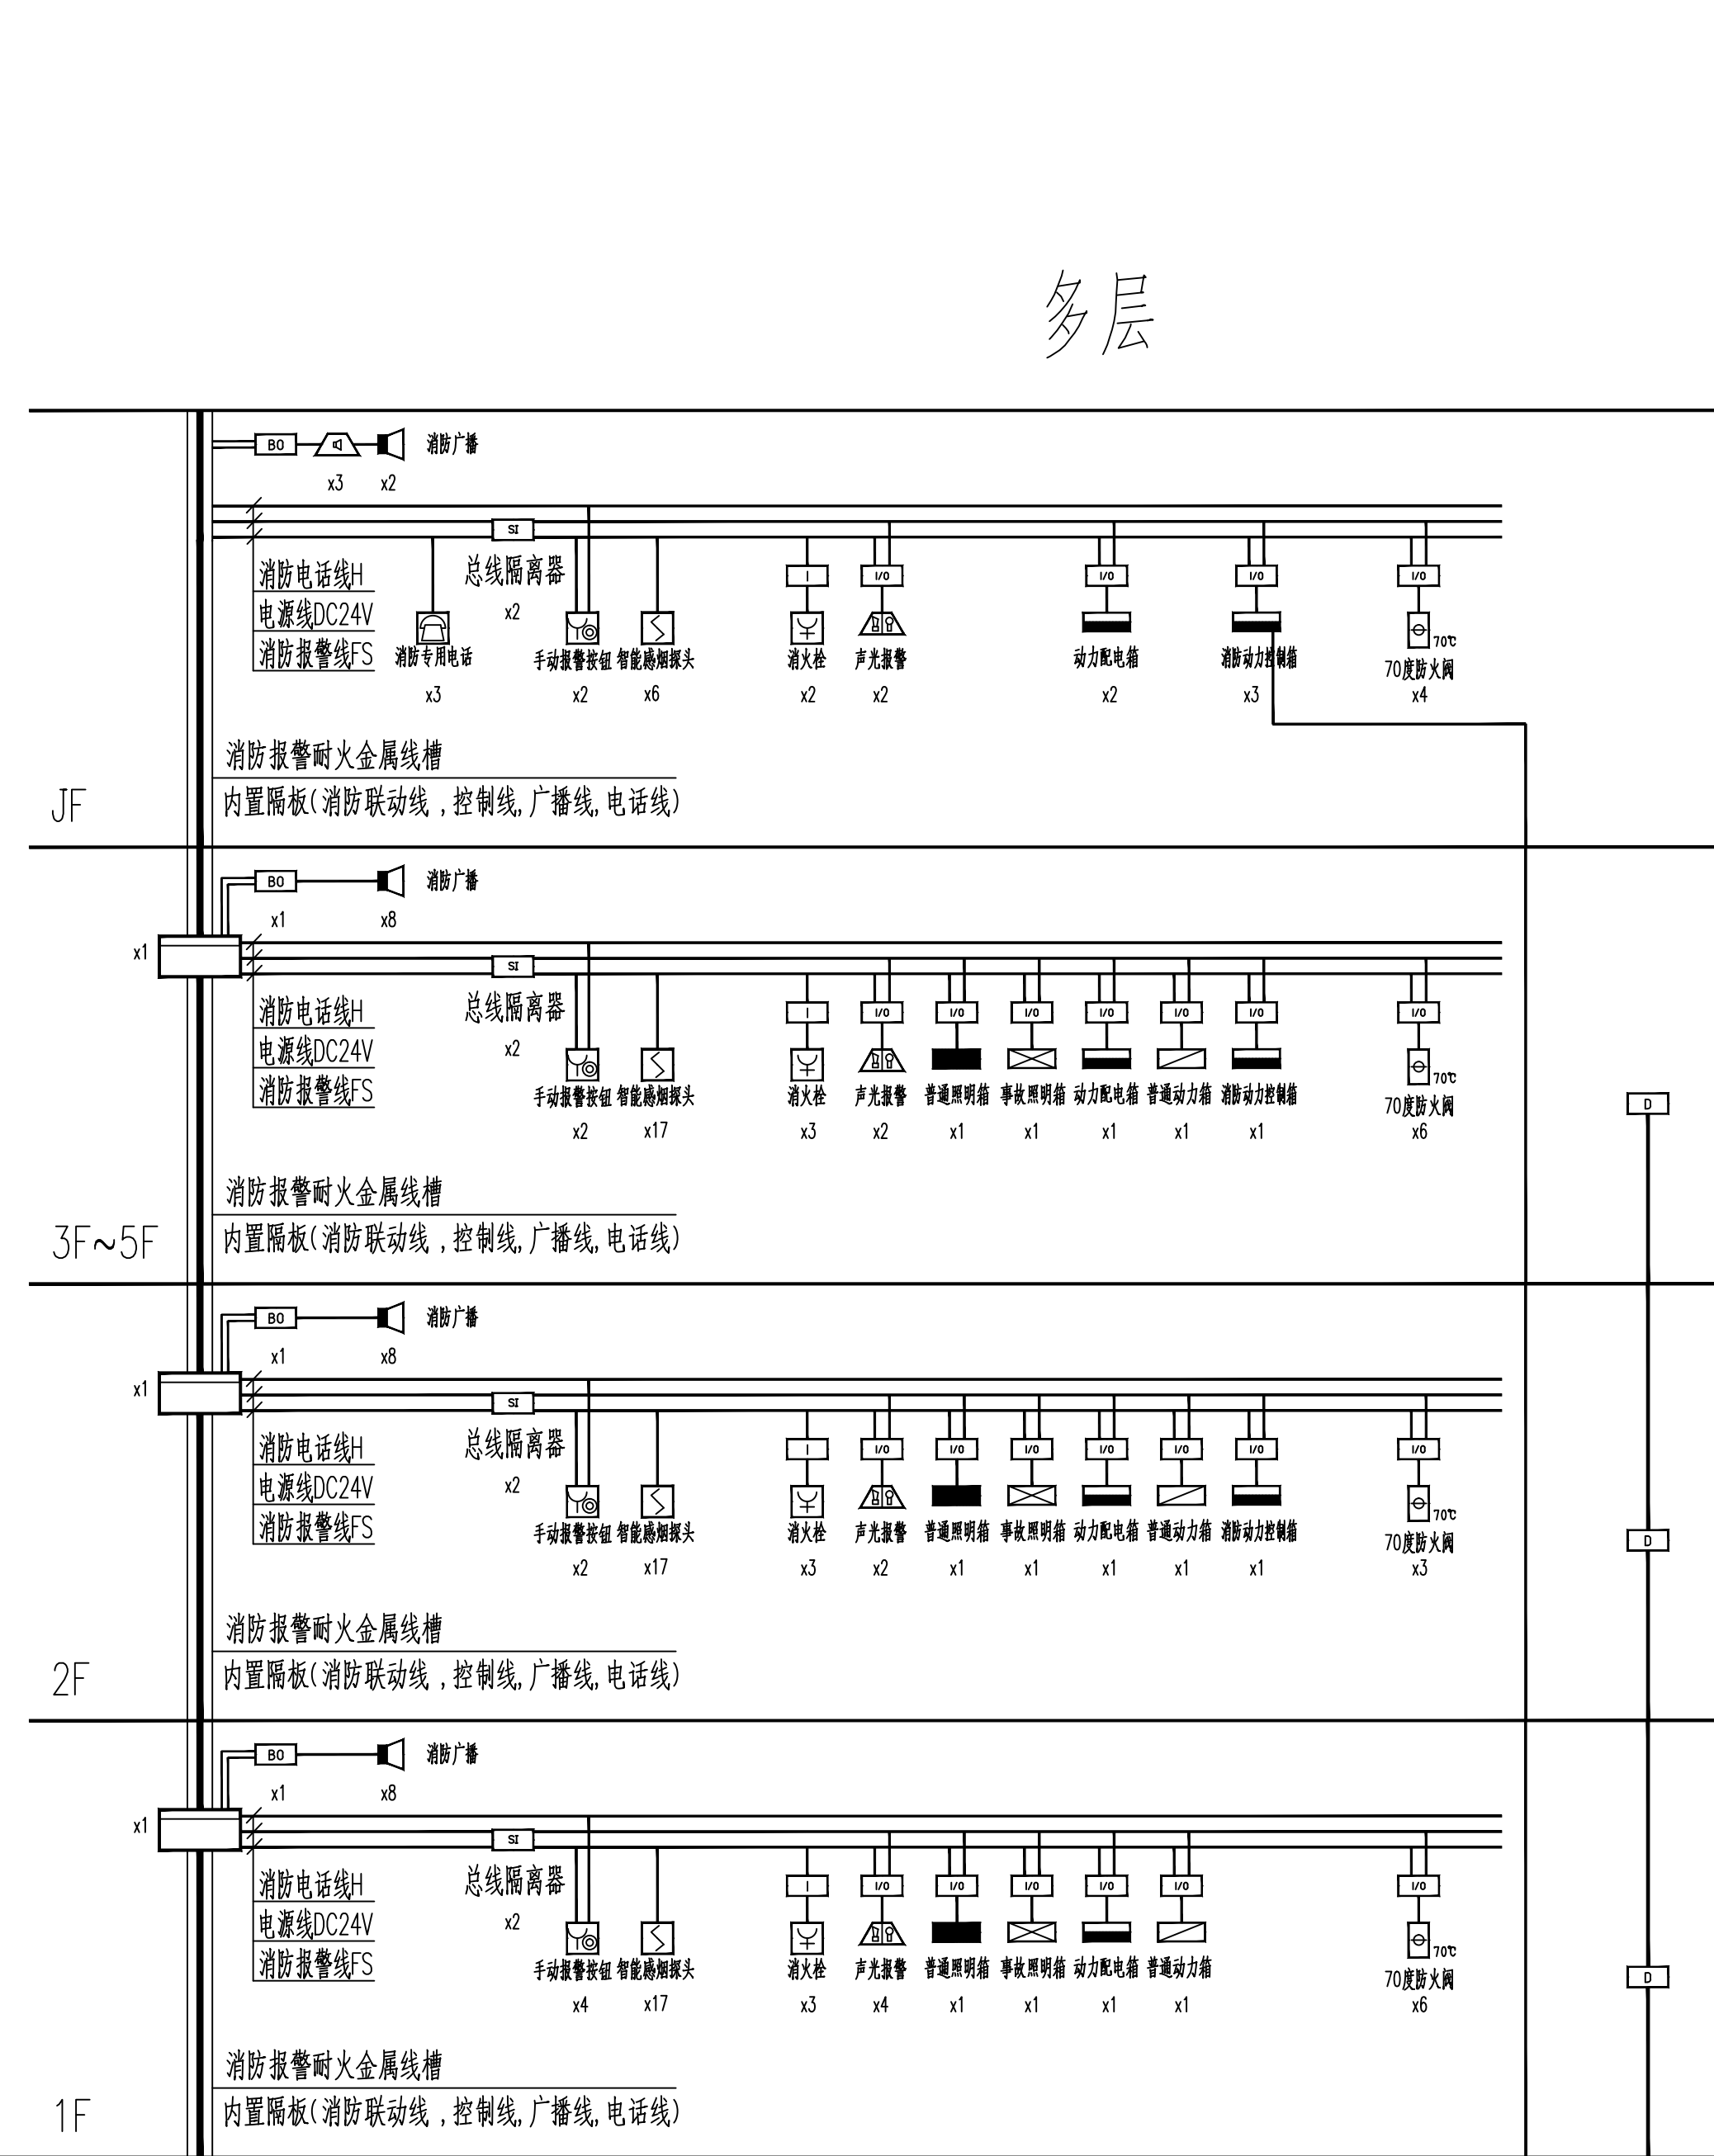 多层
BO 消防广播
x3 x2
SI
消防电话线H 总线隔离器 I I/O I/O I/O I/O
电源线DC24V x2
消防报警线FS 消防专用电话 手动报警按钮 智能感烟探头 消火栓 声光报警 动力配电箱 消防动力控制箱 70℃
70度防火阀
x3 x2 x6 x2 x2 x2 x3 x4
消防报警耐火金属线槽
JF 内置隔板(消防联动线,控制线,广播线,电话线)
BO 消防广播
x1 x8
x1 SI
消防电话线H 总线隔离器 I I/O I/O I/O I/O I/O I/O I/O
电源线DC24V x2
消防报警线FS 手动报警按钮 智能感烟探头 消火栓 声光报警 普通照明箱 事故照明箱 动力配电箱 普通动力箱 消防动力控制箱 70℃
70度防火阀 D
x2 x17 x3 x2 x1 x1 x1 x1 x1 x6
消防报警耐火金属线槽
3F~5F 内置隔板(消防联动线,控制线,广播线,电话线)
BO 消防广播
x1 x8
x1 SI
消防电话线H 总线隔离器 I I/O I/O I/O I/O I/O I/O I/O
电源线DC24V x2
消防报警线FS 手动报警按钮 智能感烟探头 消火栓 声光报警 普通照明箱 事故照明箱 动力配电箱 普通动力箱 消防动力控制箱 70℃
70度防火阀 D
x2 x17 x3 x2 x1 x1 x1 x1 x1 x3
消防报警耐火金属线槽
2F 内置隔板(消防联动线,控制线,广播线,电话线)
BO 消防广播
x1 x8
x1 SI
消防电话线H 总线隔离器 I I/O I/O I/O I/O I/O I/O
电源线DC24V x2
消防报警线FS 手动报警按钮 智能感烟探头 消火栓 声光报警 普通照明箱 事故照明箱 动力配电箱 普通动力箱 70℃
70度防火阀 D
x4 x17 x3 x4 x1 x1 x1 x1 x6
消防报警耐火金属线槽
1F 内置隔板(消防联动线,控制线,广播线,电话线)